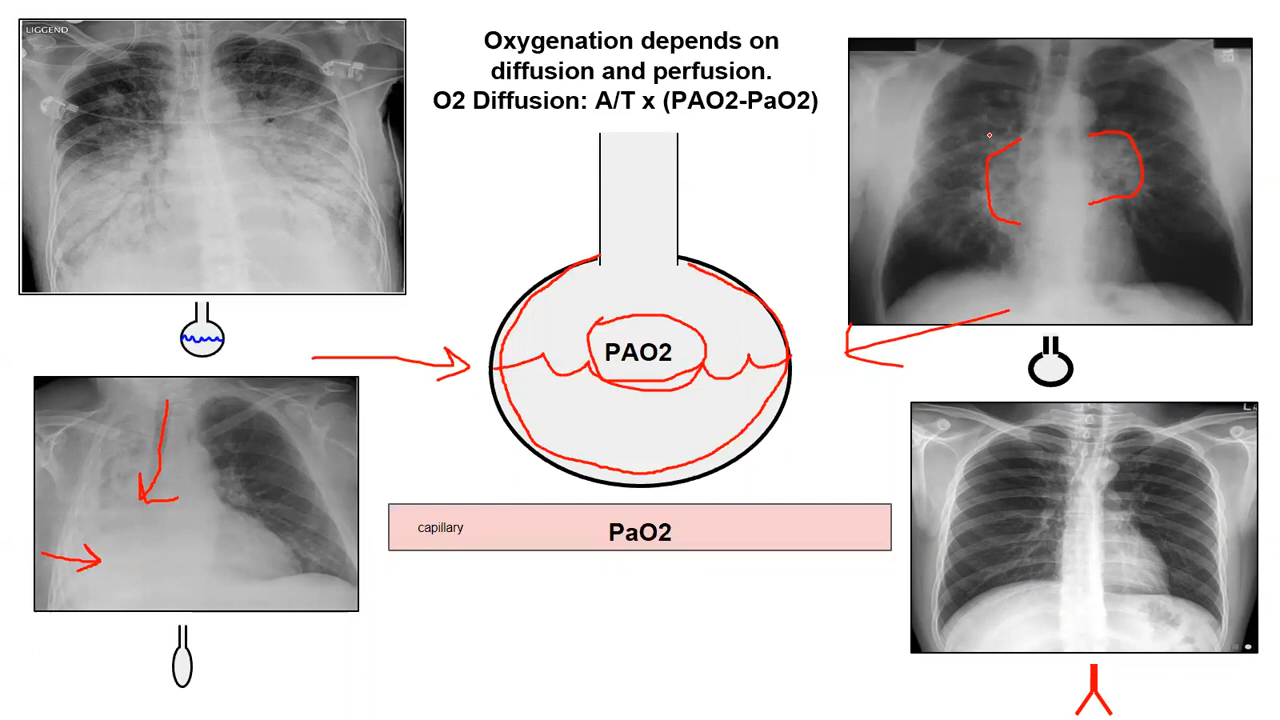 LIGGEND
Oxygenation depends on
diffusion and perfusion.
O2 Diffusion: A/T x (PAO2-PaO2)
PAO2
capillary
PaO2
L